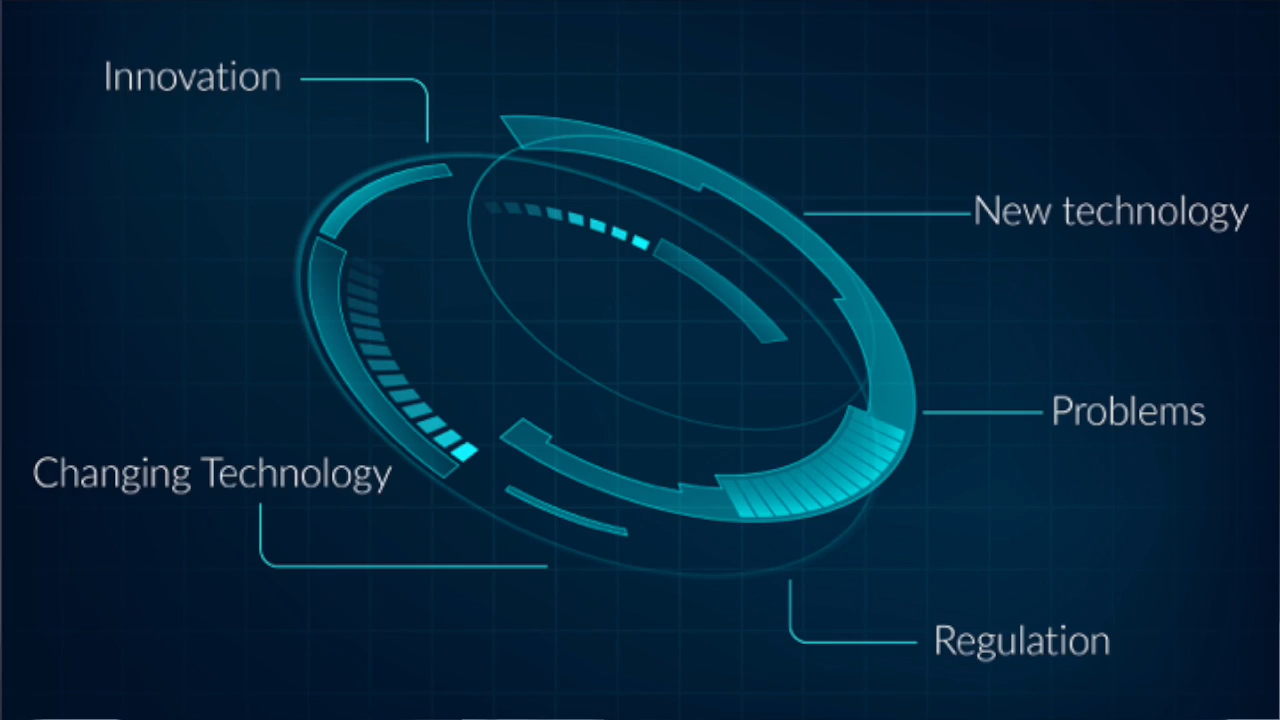 Innovation
New technology
Problems
Changing Technology
Regulation